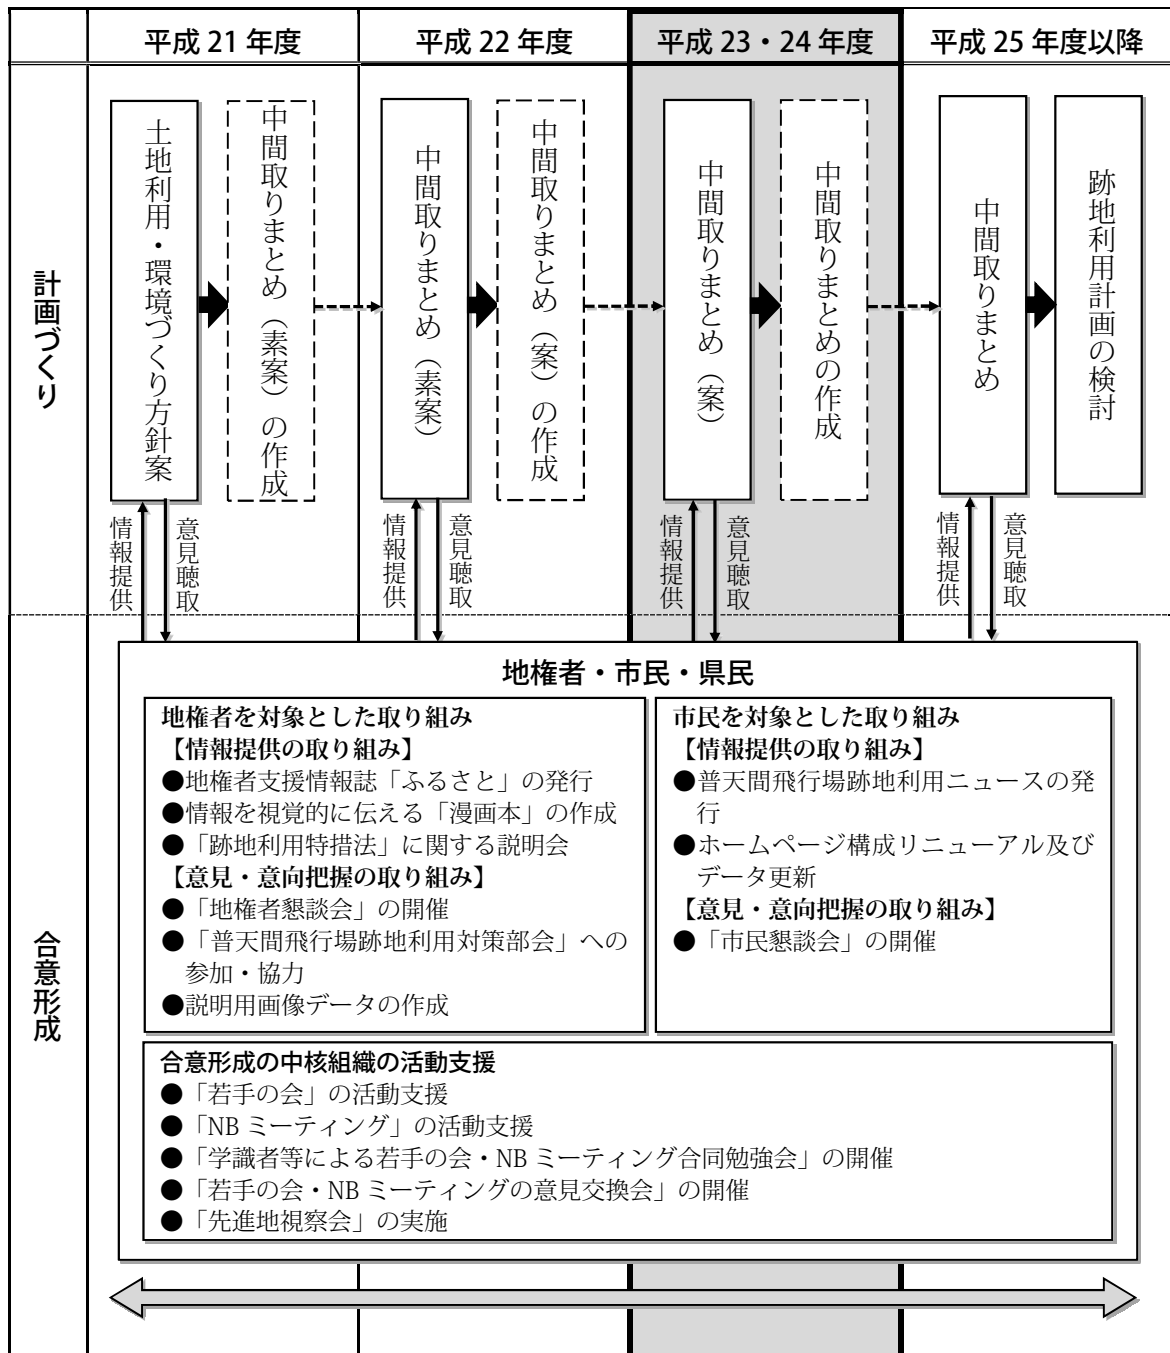 平成 21 年度
平成 22 年度
平成 23・24 年度
平成 25 年度以降
計画づくり
土地利用・環境づくり方針案
中間取りまとめ（素案）の作成
中間取りまとめ（素案）
中間取りまとめ（案）の作成
中間取りまとめ（案）
中間取りまとめの作成
中間取りまとめ
跡地利用計画の検討
情報提供
意見聴取
情報提供
意見聴取
情報提供
意見聴取
情報提供
意見聴取
合意形成
地権者・市民・県民
地権者を対象とした取り組み
【情報提供の取り組み】
●地権者支援情報誌「ふるさと」の発行
●情報を視覚的に伝える「漫画本」の作成
●「跡地利用特措法」に関する説明会
【意見・意向把握の取り組み】
●「地権者懇談会」の開催
●「普天間飛行場跡地利用対策部会」への
参加・協力
●説明用画像データの作成
市民を対象とした取り組み
【情報提供の取り組み】
●普天間飛行場跡地利用ニュースの発
行
●ホームページ構成リニューアル及び
データ更新
【意見・意向把握の取り組み】
●「市民懇談会」の開催
合意形成の中核組織の活動支援
●「若手の会」の活動支援
●「NB ミーティング」の活動支援
●「学識者等による若手の会・NB ミーティング合同勉強会」の開催
●「若手の会・NB ミーティングの意見交換会」の開催
●「先進地視察会」の実施